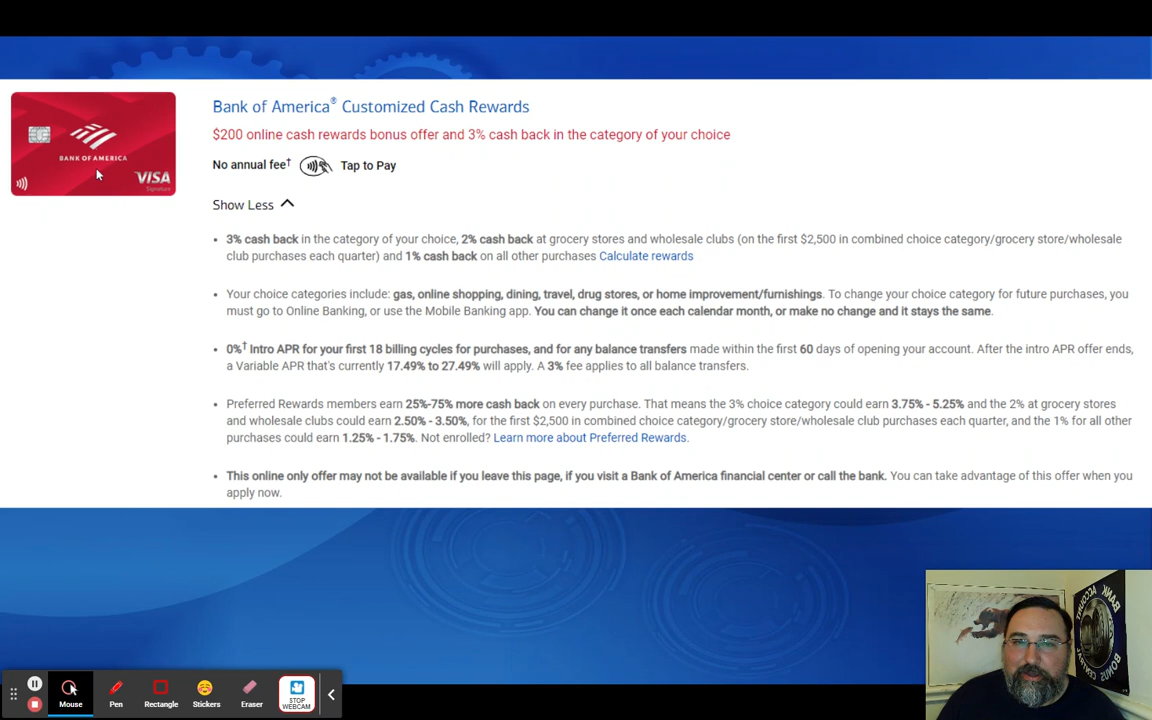 BANK OF AMERICA
VISA
Signature
Bank of America® Customized Cash Rewards
$200 online cash rewards bonus offer and 3% cash back in the category of your choice
No annual fee† Tap to Pay
Show Less
• 3% cash back in the category of your choice, 2% cash back at grocery stores and wholesale clubs (on the first $2,500 in combined choice category/grocery store/wholesale
club purchases each quarter) and 1% cash back on all other purchases Calculate rewards
• Your choice categories include: gas, online shopping, dining, travel, drug stores, or home improvement/furnishings. To change your choice category for future purchases, you
must go to Online Banking, or use the Mobile Banking app. You can change it once each calendar month, or make no change and it stays the same.
• 0%† Intro APR for your first 18 billing cycles for purchases, and for any balance transfers made within the first 60 days of opening your account. After the intro APR offer ends,
a Variable APR that's currently 17.49% to 27.49% will apply. A 3% fee applies to all balance transfers.
• Preferred Rewards members earn 25%-75% more cash back on every purchase. That means the 3% choice category could earn 3.75% - 5.25% and the 2% at grocery stores
and wholesale clubs could earn 2.50% - 3.50%, for the first $2,500 in combined choice category/grocery store/wholesale club purchases each quarter, and the 1% for all other
purchases could earn 1.25% - 1.75%. Not enrolled? Learn more about Preferred Rewards.
• This online only offer may not be available if you leave this page, if you visit a Bank of America financial center or call the bank. You can take advantage of this offer when you
apply now.
BANK ACCOUNT
BONUS CENTRAL
Mouse
Pen
Rectangle
Stickers
Eraser
STOP
WEBCAM